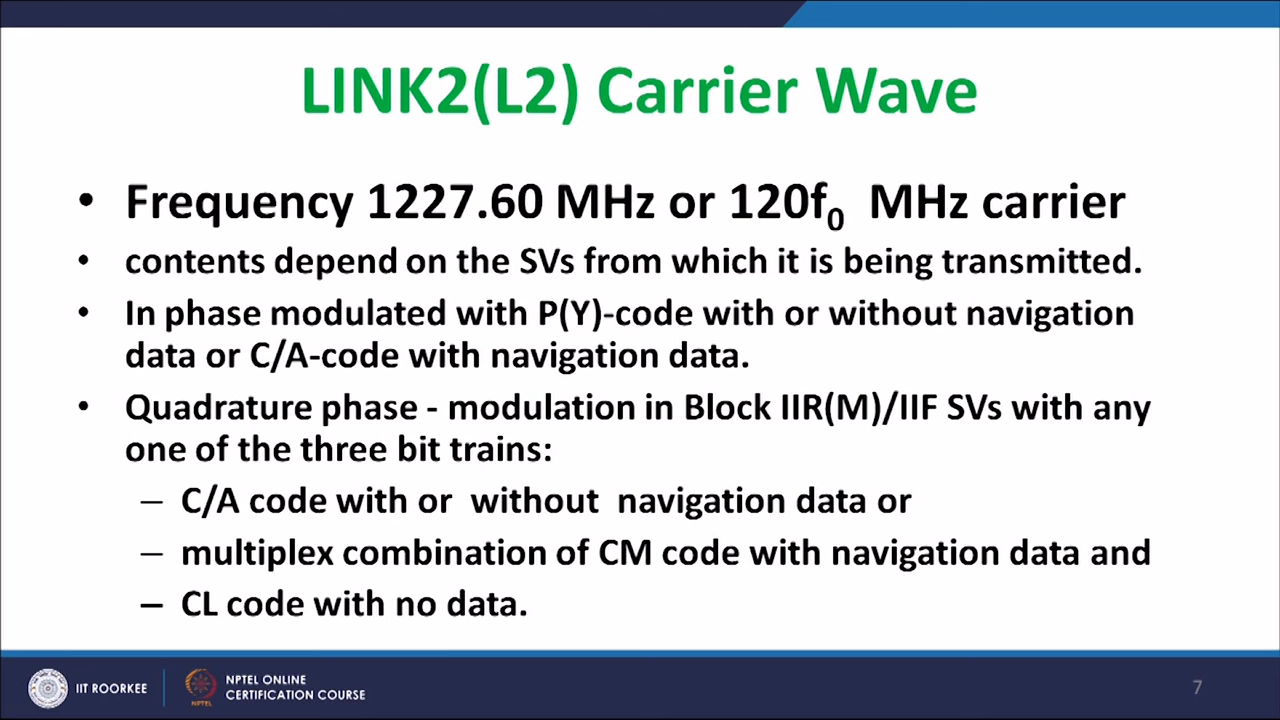 LINK2(L2) Carrier Wave
• Frequency 1227.60 MHz or 120f0 MHz carrier
• contents depend on the SVs from which it is being transmitted.
• In phase modulated with P(Y)-code with or without navigation
data or C/A-code with navigation data.
• Quadrature phase - modulation in Block IIR(M)/IIF SVs with any
one of the three bit trains:
– C/A code with or without navigation data or
– multiplex combination of CM code with navigation data and
– CL code with no data.
IIT ROORKEE
NPTEL
NPTEL ONLINE
CERTIFICATION COURSE
7